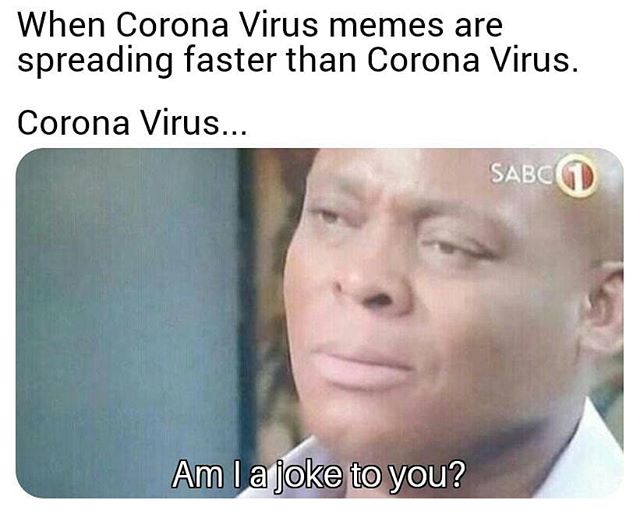 When Corona Virus memes are
spreading faster than Corona Virus.
Corona Virus...
SABC 1
Am I a joke to you?